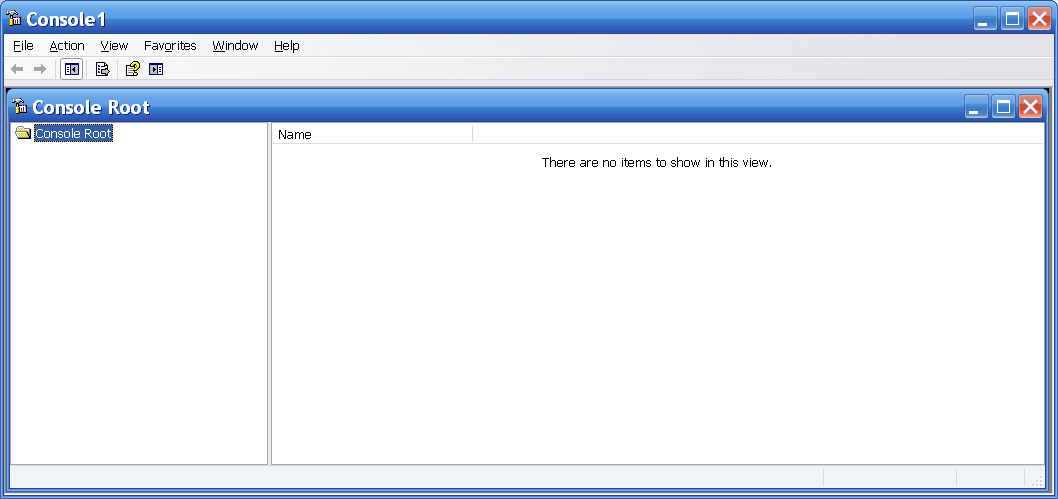 Console1
File Action View Favorites Window Help
Console Root
Console Root
Name
There are no items to show in this view.